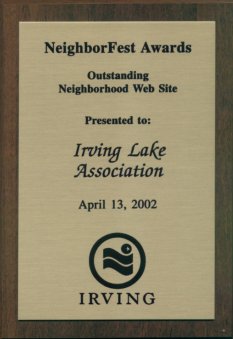 NeighborFest Awards
Outstanding
Neighborhood Web Site
Presented to:
Irving Lake
Association
April 13, 2002
IRVING